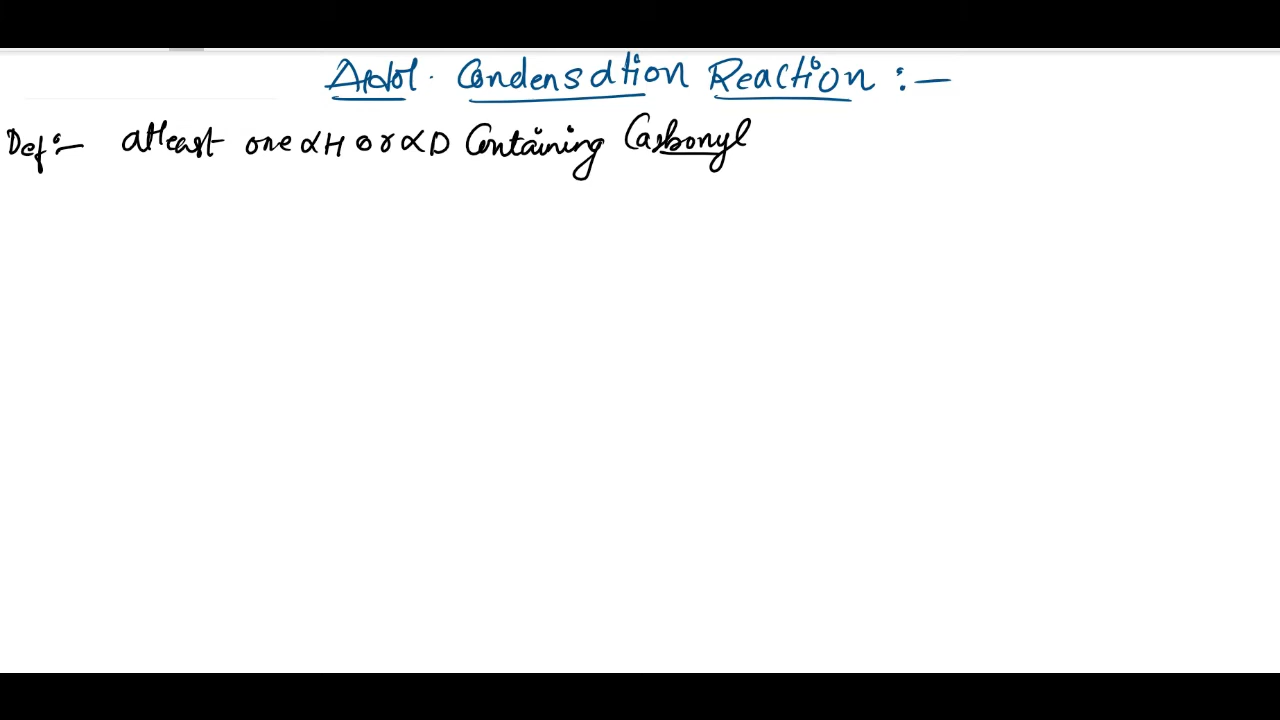 Aldol. Condensation Reaction :-
Def:- atleast one αH or αD Containing Carbonyl